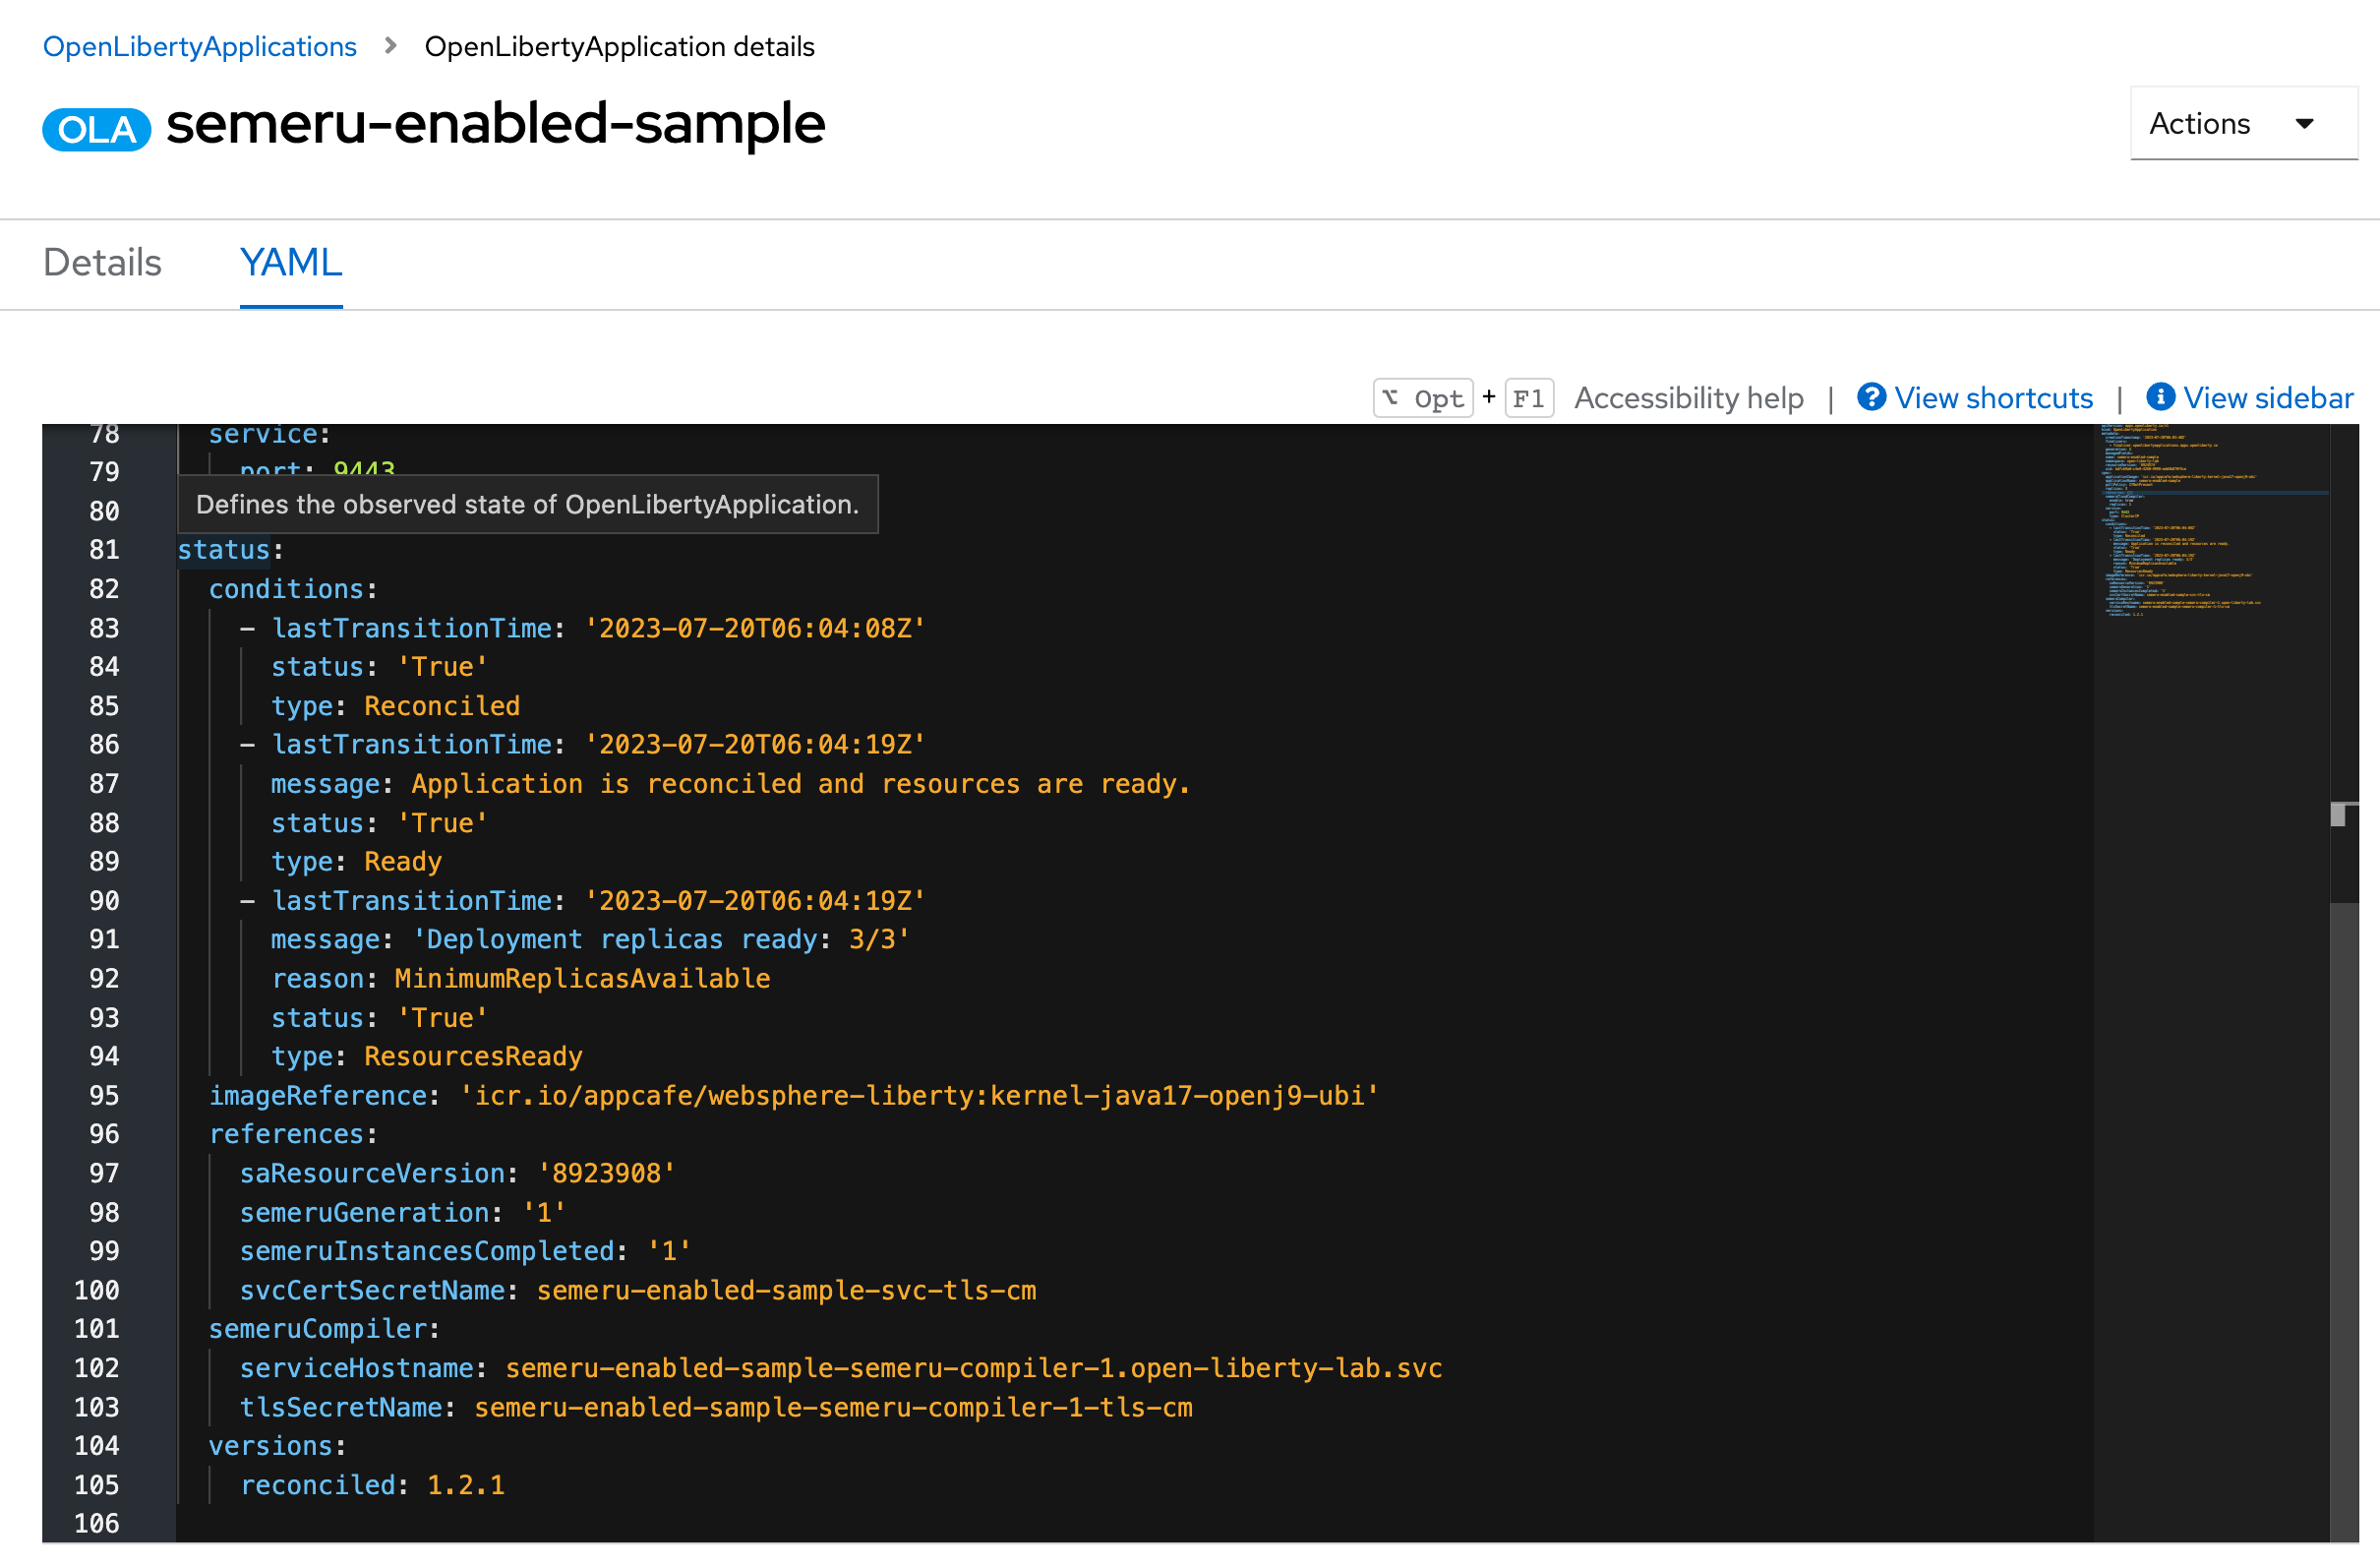 OpenLibertyApplications > OpenLibertyApplication details
OLA semeru-enabled-sample
Actions
Details YAML
⌥ Opt + F1 Accessibility help | View shortcuts | View sidebar
78 service:
79 port: 9443
80
Defines the observed state of OpenLibertyApplication.
81 status:
82 conditions:
83 - lastTransitionTime: '2023-07-20T06:04:08Z'
84 status: 'True'
85 type: Reconciled
86 - lastTransitionTime: '2023-07-20T06:04:19Z'
87 message: Application is reconciled and resources are ready.
88 status: 'True'
89 type: Ready
90 - lastTransitionTime: '2023-07-20T06:04:19Z'
91 message: 'Deployment replicas ready: 3/3'
92 reason: MinimumReplicasAvailable
93 status: 'True'
94 type: ResourcesReady
95 imageReference: 'icr.io/appcafe/websphere-liberty:kernel-java17-openj9-ubi'
96 references:
97 saResourceVersion: '8923908'
98 semeruGeneration: '1'
99 semeruInstancesCompleted: '1'
100 svcCertSecretName: semeru-enabled-sample-svc-tls-cm
101 semeruCompiler:
102 serviceHostname: semeru-enabled-sample-semeru-compiler-1.open-liberty-lab.svc
103 tlsSecretName: semeru-enabled-sample-semeru-compiler-1-tls-cm
104 versions:
105 reconciled: 1.2.1
106